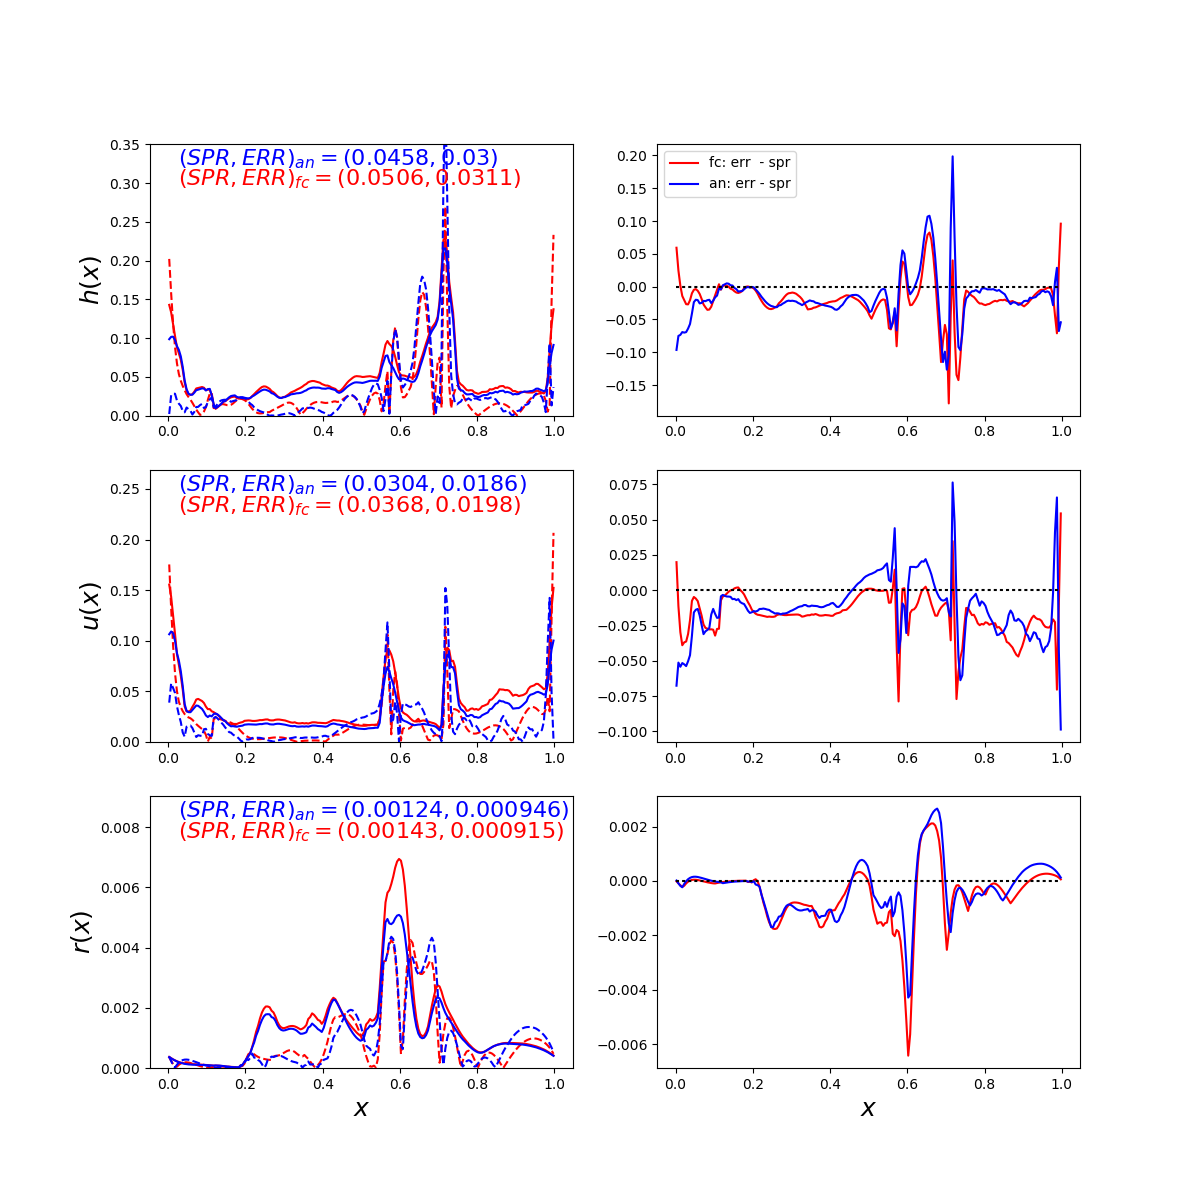 (SPR, ERR)an = (0.0458, 0.03)
(SPR, ERR)fc = (0.0506, 0.0311)
h(x)
0.35
0.30
0.25
0.20
0.15
0.10
0.05
0.00
0.0 0.2 0.4 0.6 0.8 1.0
fc: err  - spr
an: err - spr
0.20
0.15
0.10
0.05
0.00
−0.05
−0.10
−0.15
0.0 0.2 0.4 0.6 0.8 1.0
(SPR, ERR)an = (0.0304, 0.0186)
(SPR, ERR)fc = (0.0368, 0.0198)
u(x)
0.25
0.20
0.15
0.10
0.05
0.00
0.0 0.2 0.4 0.6 0.8 1.0
0.075
0.050
0.025
0.000
−0.025
−0.050
−0.075
−0.100
0.0 0.2 0.4 0.6 0.8 1.0
(SPR, ERR)an = (0.00124, 0.000946)
(SPR, ERR)fc = (0.00143, 0.000915)
r(x)
0.008
0.006
0.004
0.002
0.000
0.0 0.2 0.4 0.6 0.8 1.0
x
0.002
0.000
−0.002
−0.004
−0.006
0.0 0.2 0.4 0.6 0.8 1.0
x